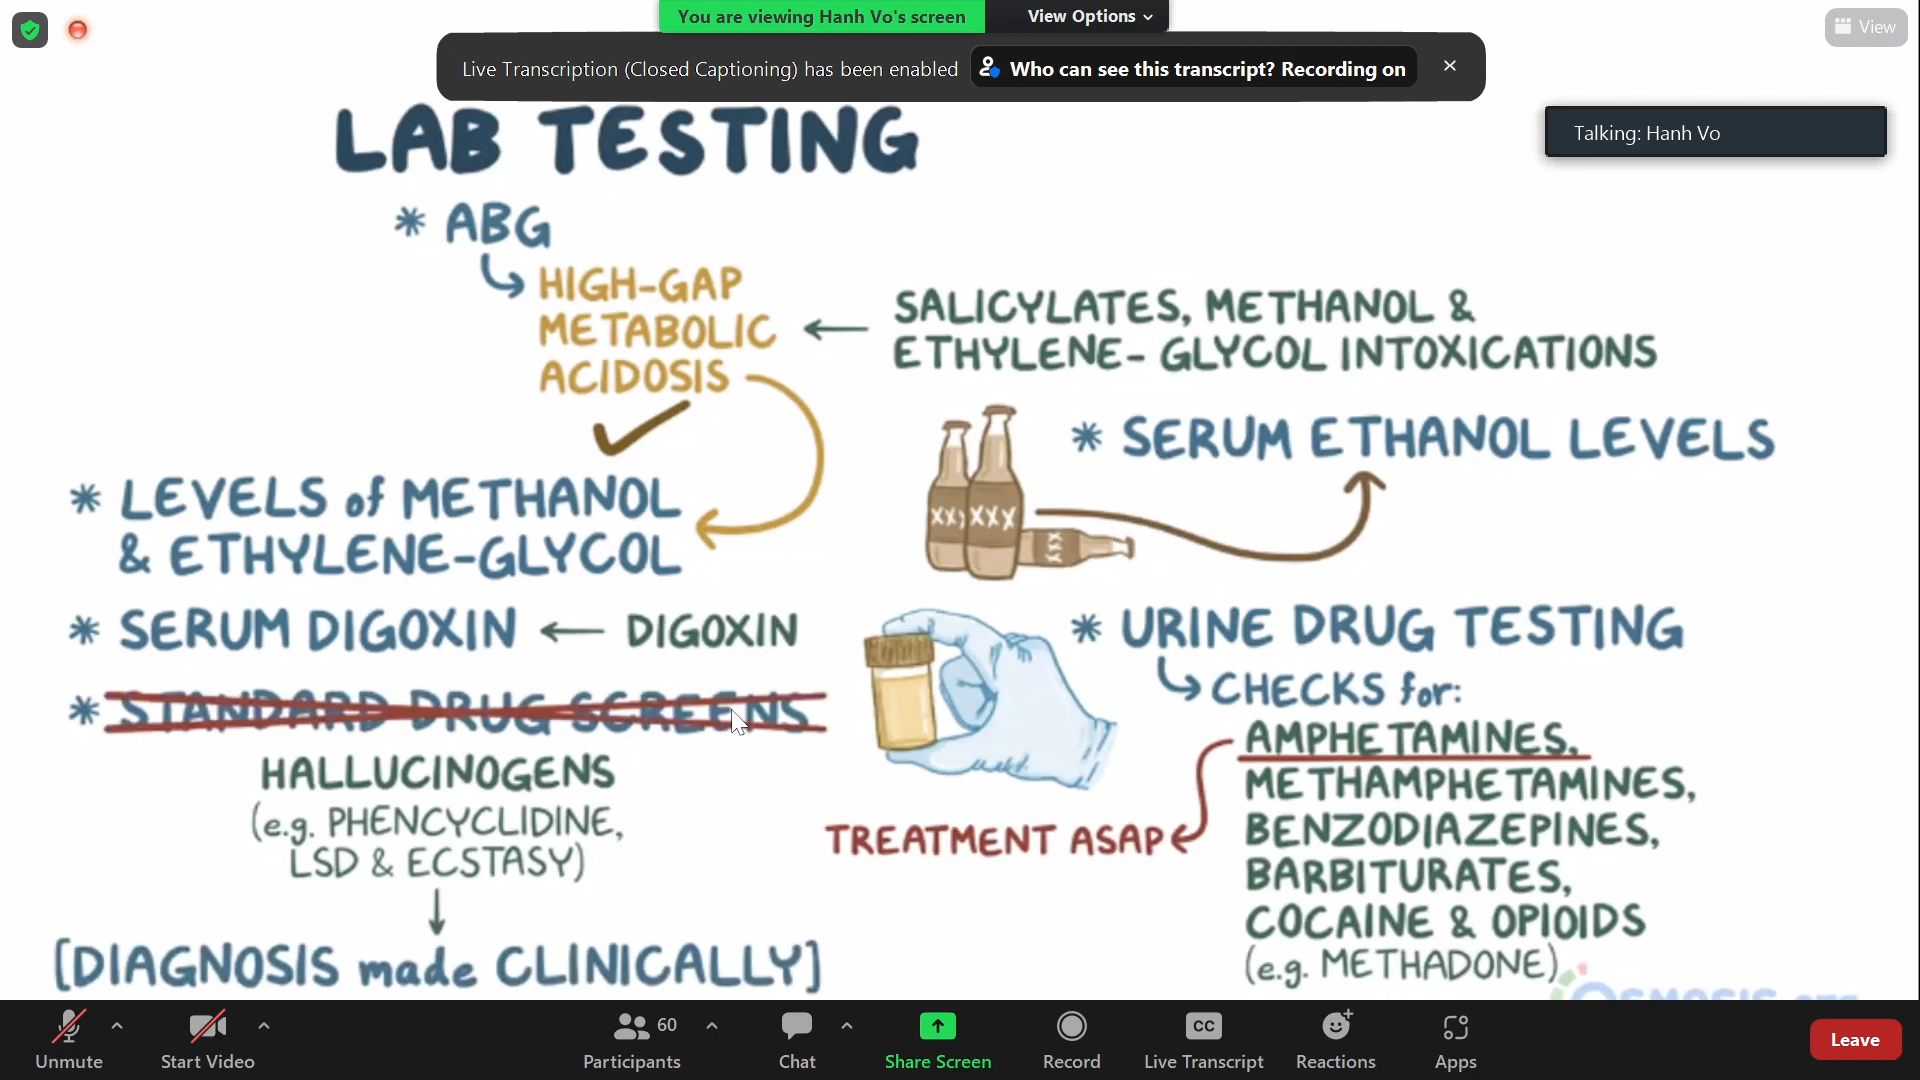 You are viewing Hanh Vo's screen
View Options
View
Live Transcription (Closed Captioning) has been enabled
Who can see this transcript? Recording on
Talking: Hanh Vo
LAB TESTING
* ABG
HIGH-GAP
METABOLIC
ACIDOSIS
SALICYLATES, METHANOL &
ETHYLENE- GLYCOL INTOXICATIONS
* SERUM ETHANOL LEVELS
XXX
XXX
* LEVELS of METHANOL
& ETHYLENE-GLYCOL
* SERUM DIGOXIN
DIGOXIN
* STANDARD DRUG SCREENS
HALLUCINOGENS
(e.g. PHENCYCLIDINE,
LSD & ECSTASY)
[DIAGNOSIS made CLINICALLY]
* URINE DRUG TESTING
CHECKS for:
AMPHETAMINES,
METHAMPHETAMINES,
BENZODIAZEPINES,
BARBITURATES,
COCAINE & OPIOIDS
(e.g. METHADONE)
TREATMENT ASAP
Unmute
Start Video
60
Participants
Chat
Share Screen
Record
CC
Live Transcript
Reactions
Apps
Leave